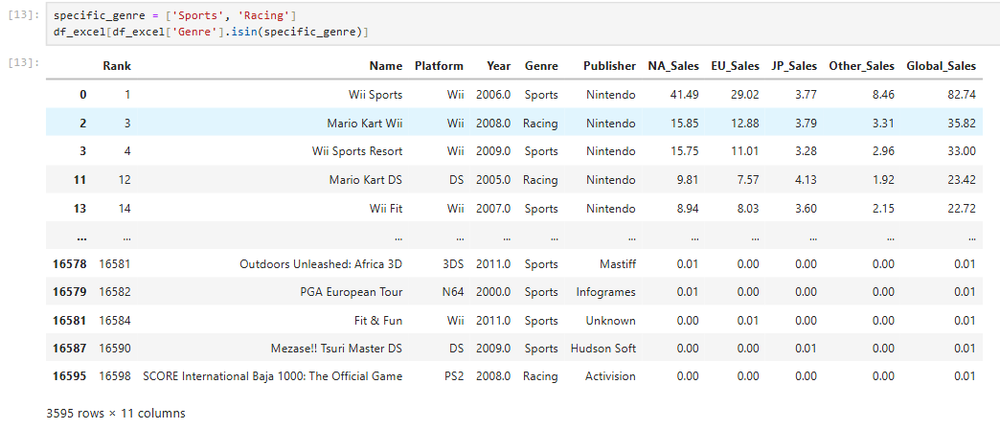 [13]: specific_genre = ['Sports', 'Racing']
df_excel[df_excel['Genre'].isin(specific_genre)]
[13]: Rank Name Platform Year Genre Publisher NA_Sales EU_Sales JP_Sales Other_Sales Global_Sales
0 1 Wii Sports Wii 2006.0 Sports Nintendo 41.49 29.02 3.77 8.46 82.74
2 3 Mario Kart Wii Wii 2008.0 Racing Nintendo 15.85 12.88 3.79 3.31 35.82
3 4 Wii Sports Resort Wii 2009.0 Sports Nintendo 15.75 11.01 3.28 2.96 33.00
11 12 Mario Kart DS DS 2005.0 Racing Nintendo 9.81 7.57 4.13 1.92 23.42
13 14 Wii Fit Wii 2007.0 Sports Nintendo 8.94 8.03 3.60 2.15 22.72
... ... ... ... ... ... ... ... ... ... ... ...
16578 16581 Outdoors Unleashed: Africa 3D 3DS 2011.0 Sports Mastiff 0.01 0.00 0.00 0.00 0.01
16579 16582 PGA European Tour N64 2000.0 Sports Infogrames 0.01 0.00 0.00 0.00 0.01
16581 16584 Fit & Fun Wii 2011.0 Sports Unknown 0.00 0.01 0.00 0.00 0.01
16587 16590 Mezase!! Tsuri Master DS DS 2009.0 Sports Hudson Soft 0.00 0.00 0.01 0.00 0.01
16595 16598 SCORE International Baja 1000: The Official Game PS2 2008.0 Racing Activision 0.00 0.00 0.00 0.00 0.01
3595 rows × 11 columns